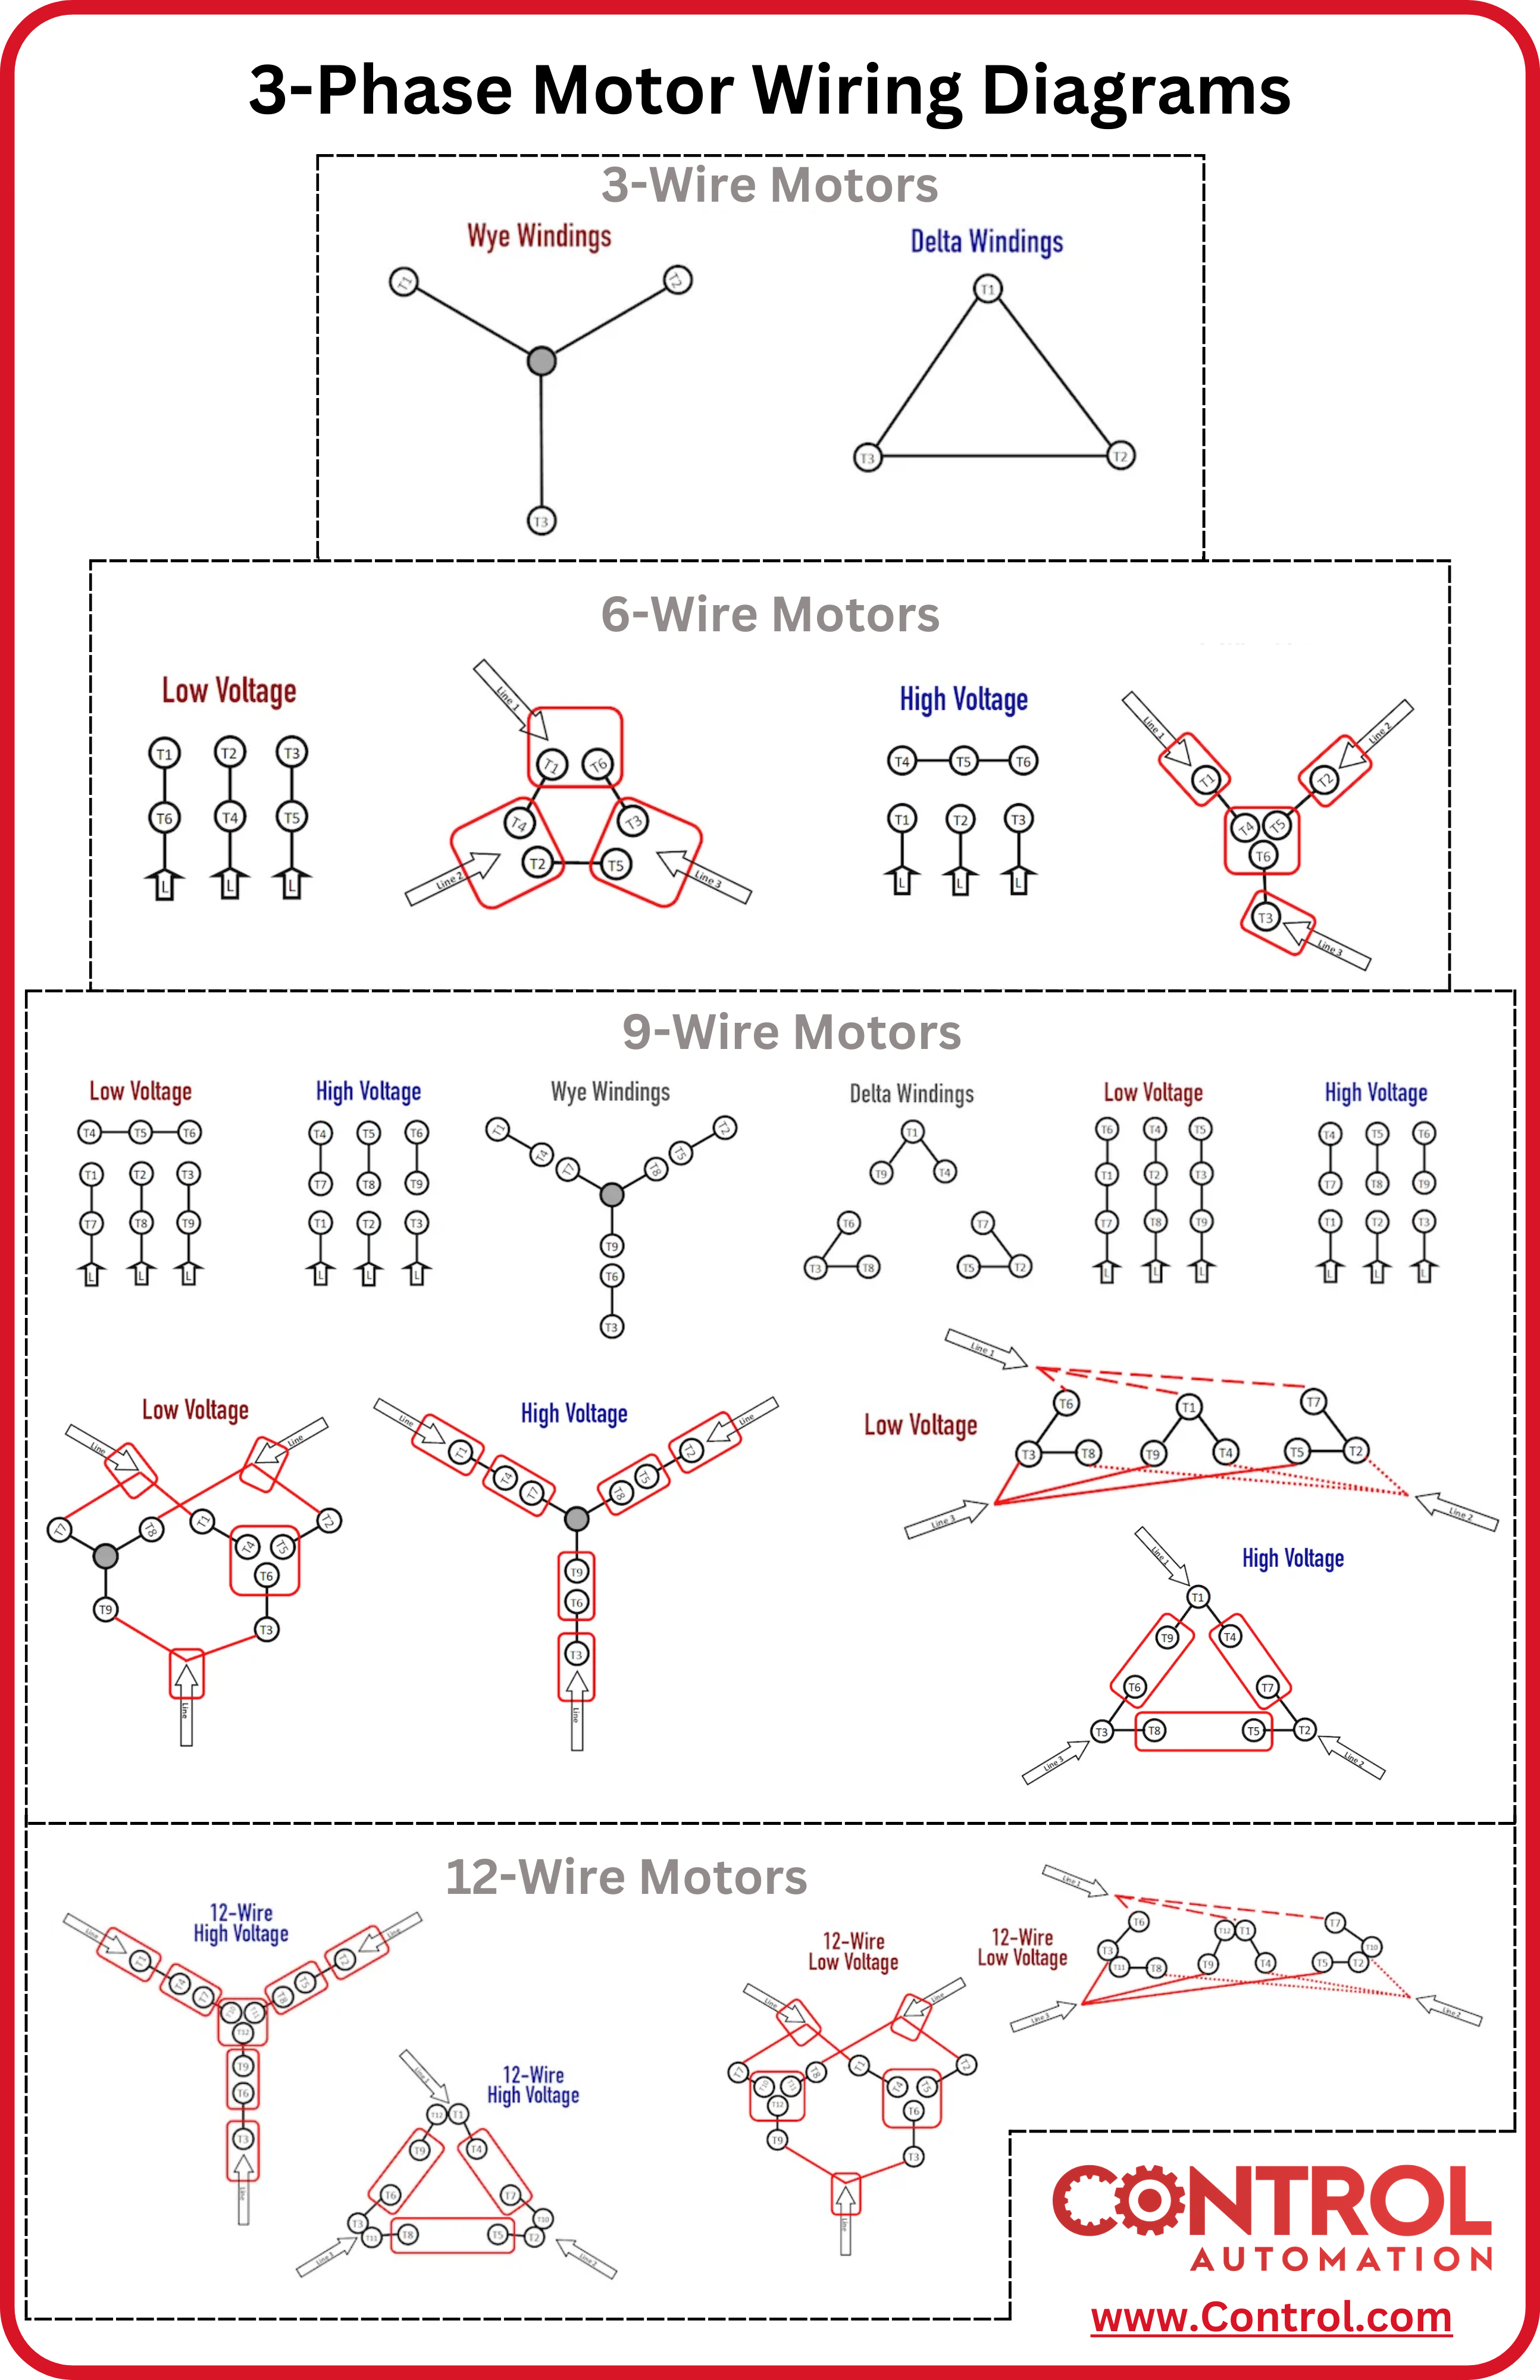 3-Phase Motor Wiring Diagrams
3-Wire Motors
Wye Windings
Delta Windings
T1
T2
T3
T1
T3
T2
6-Wire Motors
Low Voltage
T1 T2 T3
T6 T4 T5
L L L
Line 1
T1 T6
T4 T3
T2 T5
Line 2
Line 3
High Voltage
T4 T5 T6
T1 T2 T3
L L L
Line 1
Line 2
T1 T2
T4 T5
T6
T3
Line 3
9-Wire Motors
Low Voltage
T4 T5 T6
T1 T2 T3
T7 T8 T9
L L L
High Voltage
T4 T5 T6
T7 T8 T9
T1 T2 T3
L L L
Wye Windings
T1 T2
T4 T5
T7 T8
T9
T6
T3
Delta Windings
T1
T9 T4
T6 T7
T3 T8 T5 T2
Low Voltage
T6 T4 T5
T1 T2 T3
T7 T8 T9
L L L
High Voltage
T4 T5 T6
T7 T8 T9
T1 T2 T3
L L L
Low Voltage
Line
Line
T7 T8 T1 T2
T4 T5
T6
T9 T3
Line
High Voltage
Line
Line
T1 T2
T4 T5
T7 T8
T9
T6
T3
Line
Low Voltage
Line 1
T6 T1 T7
T3 T8 T9 T4 T5 T2
Line 3
Line 2
High Voltage
Line 1
T1
T9 T4
T6 T7
T3 T8 T5 T2
Line 3
Line 2
12-Wire Motors
12-Wire
High Voltage
Line
Line
T1 T2
T4 T5
T7 T8
T10 T11
T12
T9
T6
T3
Line
12-Wire
High Voltage
Line 1
T12 T1
T9 T4
T6 T7
T3 T10
T11 T8 T5 T2
Line 3
Line 2
12-Wire
Low Voltage
Line
Line
T7 T8 T1 T2
T10 T11 T4 T5
T12 T6
T9 T3
Line
12-Wire
Low Voltage
Line 1
T6 T12 T1 T7
T3 T10
T11 T8 T9 T4 T5 T2
Line 3
Line 2
CONTROL
AUTOMATION
www.Control.com